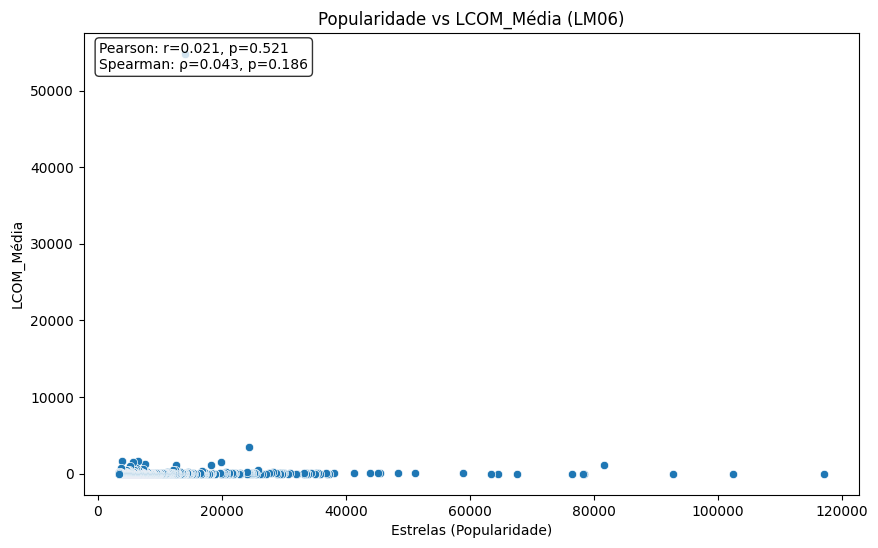 Popularidade vs LCOM_Média (LM06)
Pearson: r=0.021, p=0.521
Spearman: ρ=0.043, p=0.186
50000
40000
30000
20000
10000
0
LCOM_Média
0 20000 40000 60000 80000 100000 120000
Estrelas (Popularidade)